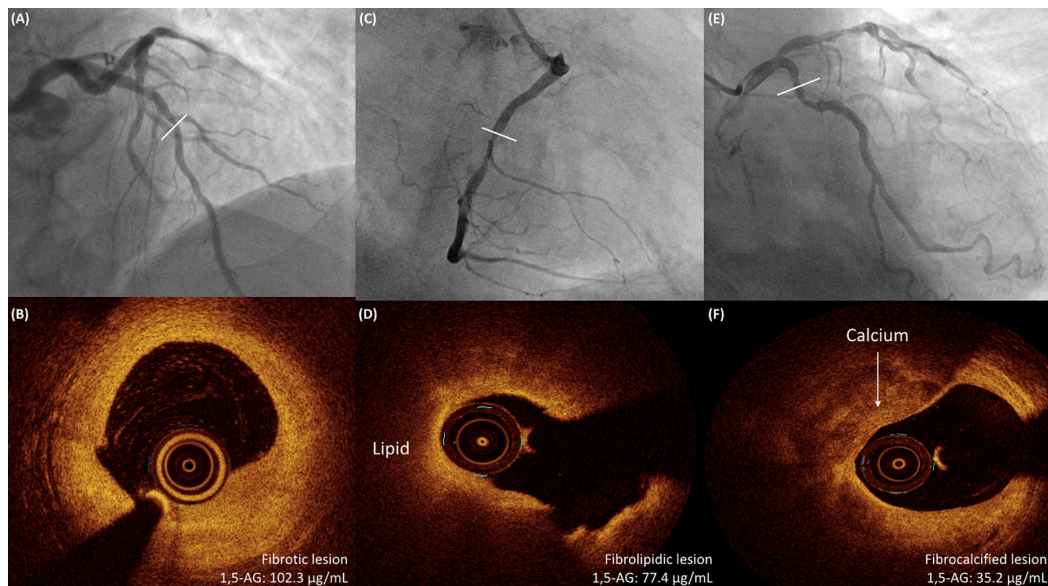 (A)
(C)
(E)
(B)
Fibrotic lesion
1,5-AG: 102.3 µg/mL
(D)
Lipid
Fibrolipidic lesion
1,5-AG: 77.4 µg/mL
(F)
Calcium
Fibrocalcified lesion
1,5-AG: 35.2 µg/mL